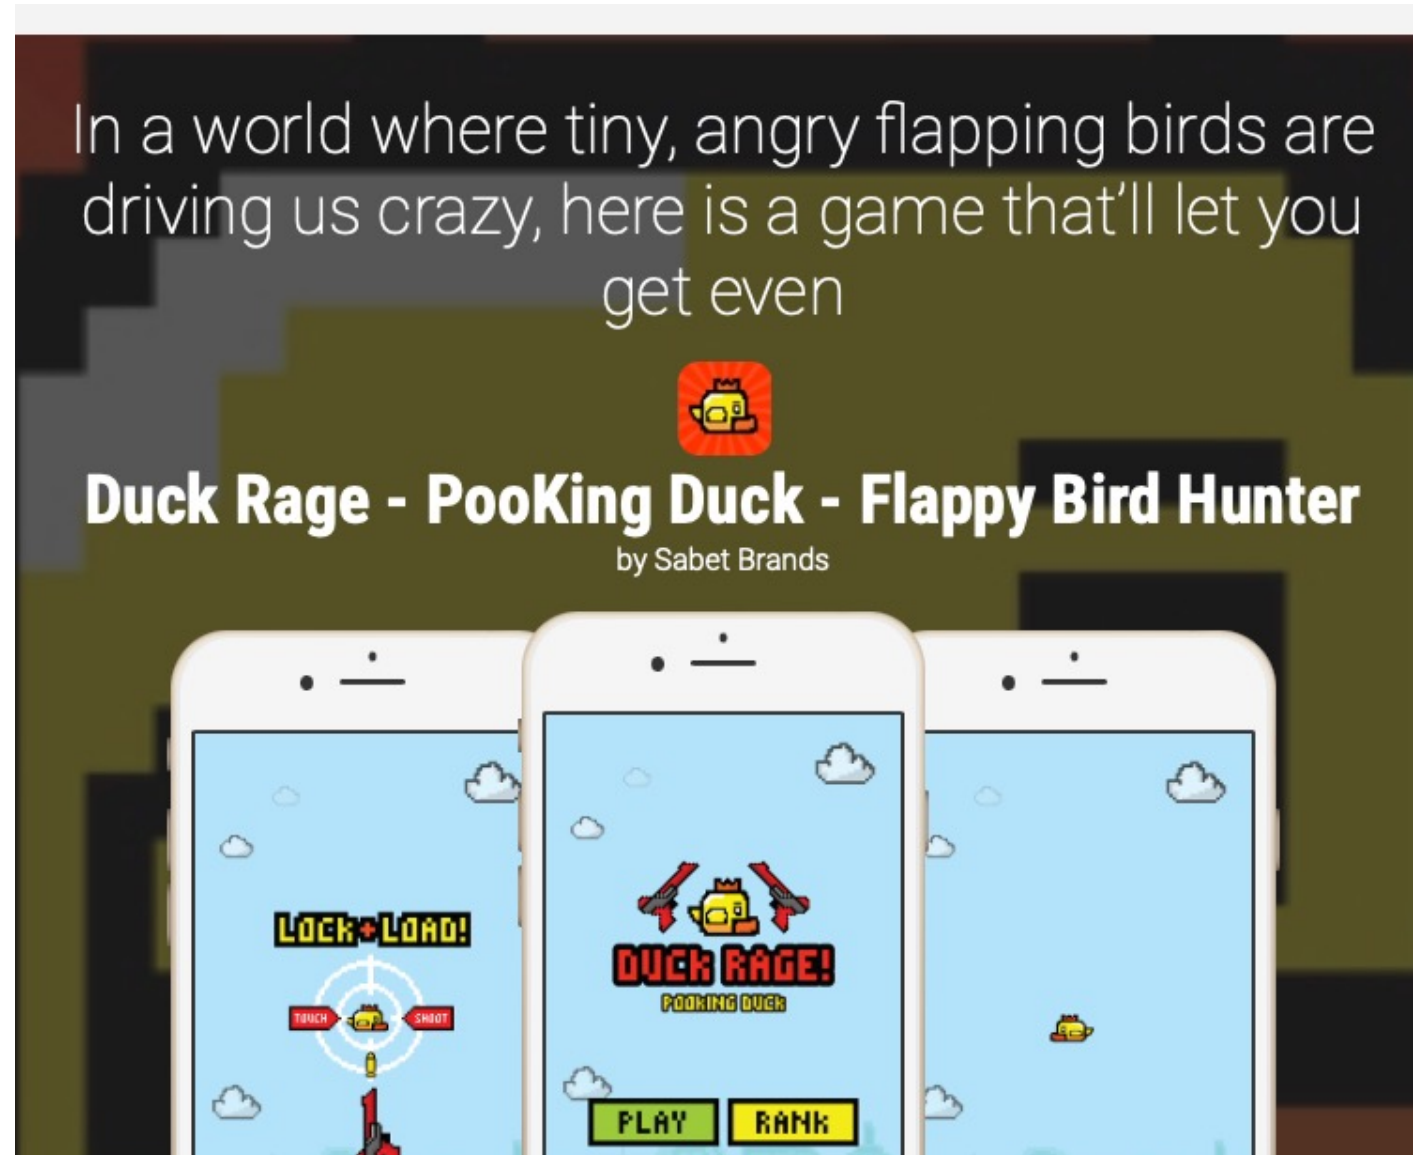 In a world where tiny, angry flapping birds are
driving us crazy, here is a game that'll let you
get even
Duck Rage - PooKing Duck - Flappy Bird Hunter
by Sabet Brands
LOCK+LOAD!
TOUCH
SHOOT
DUCK RAGE!
POOKING DUCK
PLAY
RANK